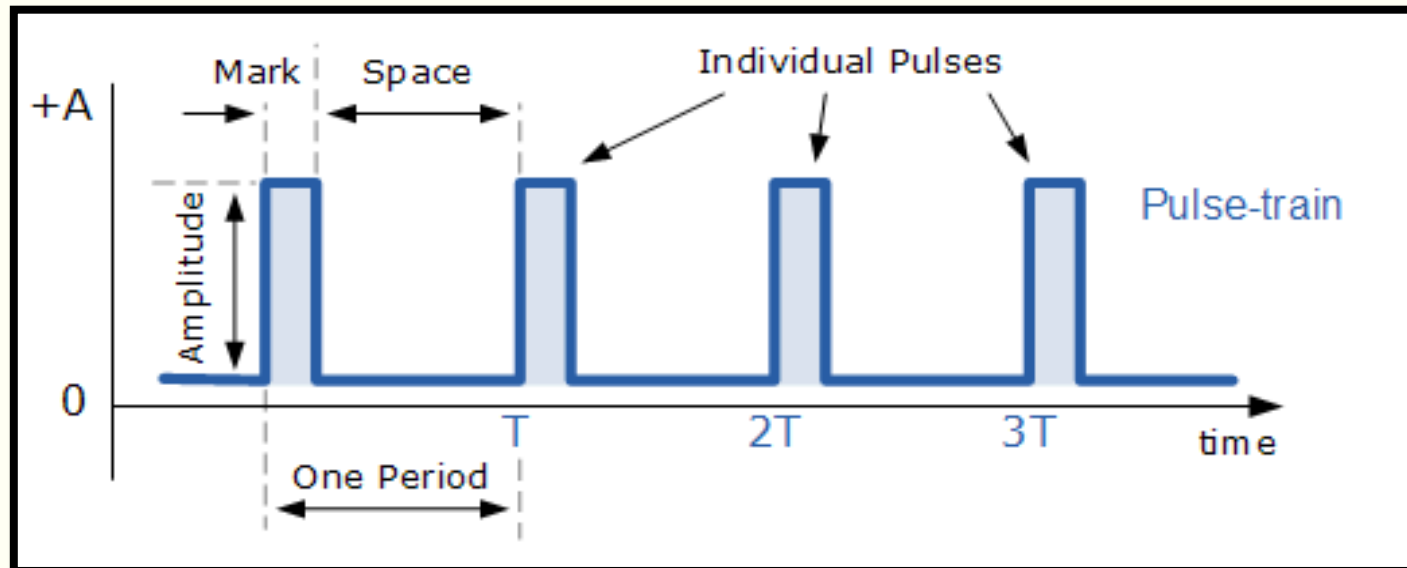 Mark
Space
Individual Pulses
+A
Amplitude
Pulse-train
0
T
2T
3T
time
One Period